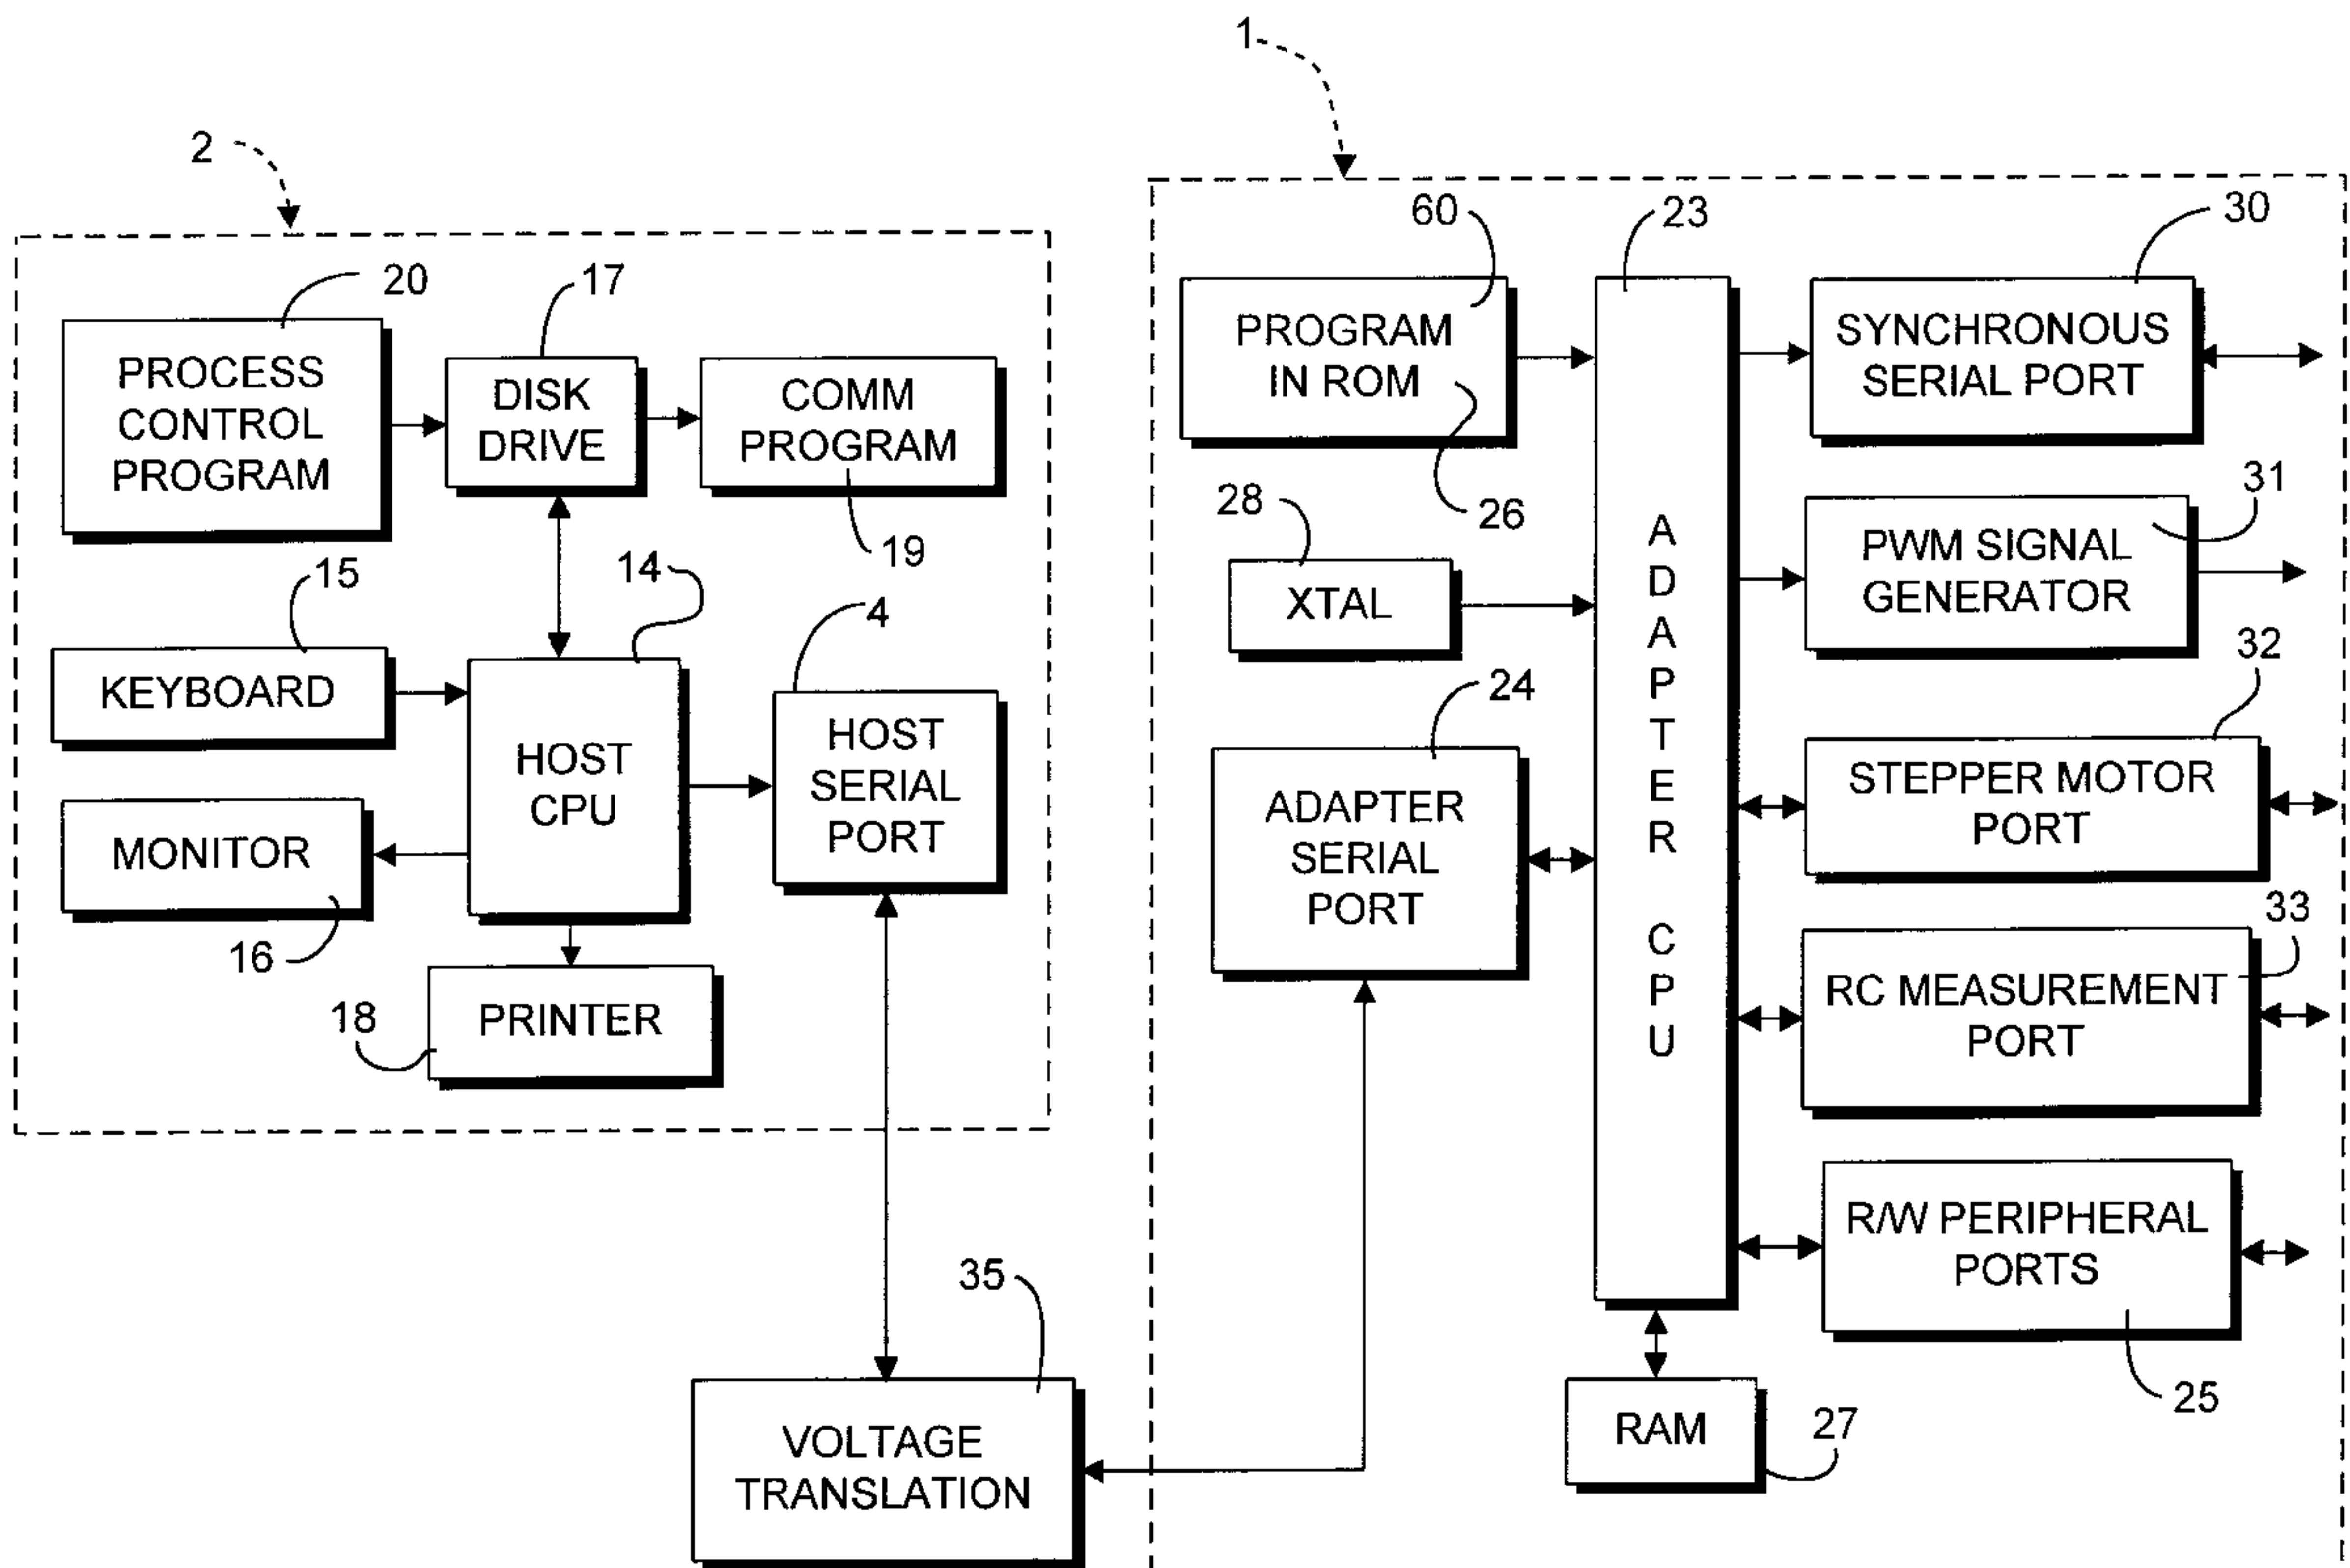 1
2
20
PROCESS
CONTROL
PROGRAM
17
DISK
DRIVE
COMM
PROGRAM
19
15
KEYBOARD
14
HOST
CPU
4
HOST
SERIAL
PORT
MONITOR
16
18
PRINTER
35
VOLTAGE
TRANSLATION
60
PROGRAM
IN ROM
26
28
XTAL
24
ADAPTER
SERIAL
PORT
23
ADAPTER CPU
RAM
27
30
SYNCHRONOUS
SERIAL PORT
31
PWM SIGNAL
GENERATOR
32
STEPPER MOTOR
PORT
33
RC MEASUREMENT
PORT
R/W PERIPHERAL
PORTS
25